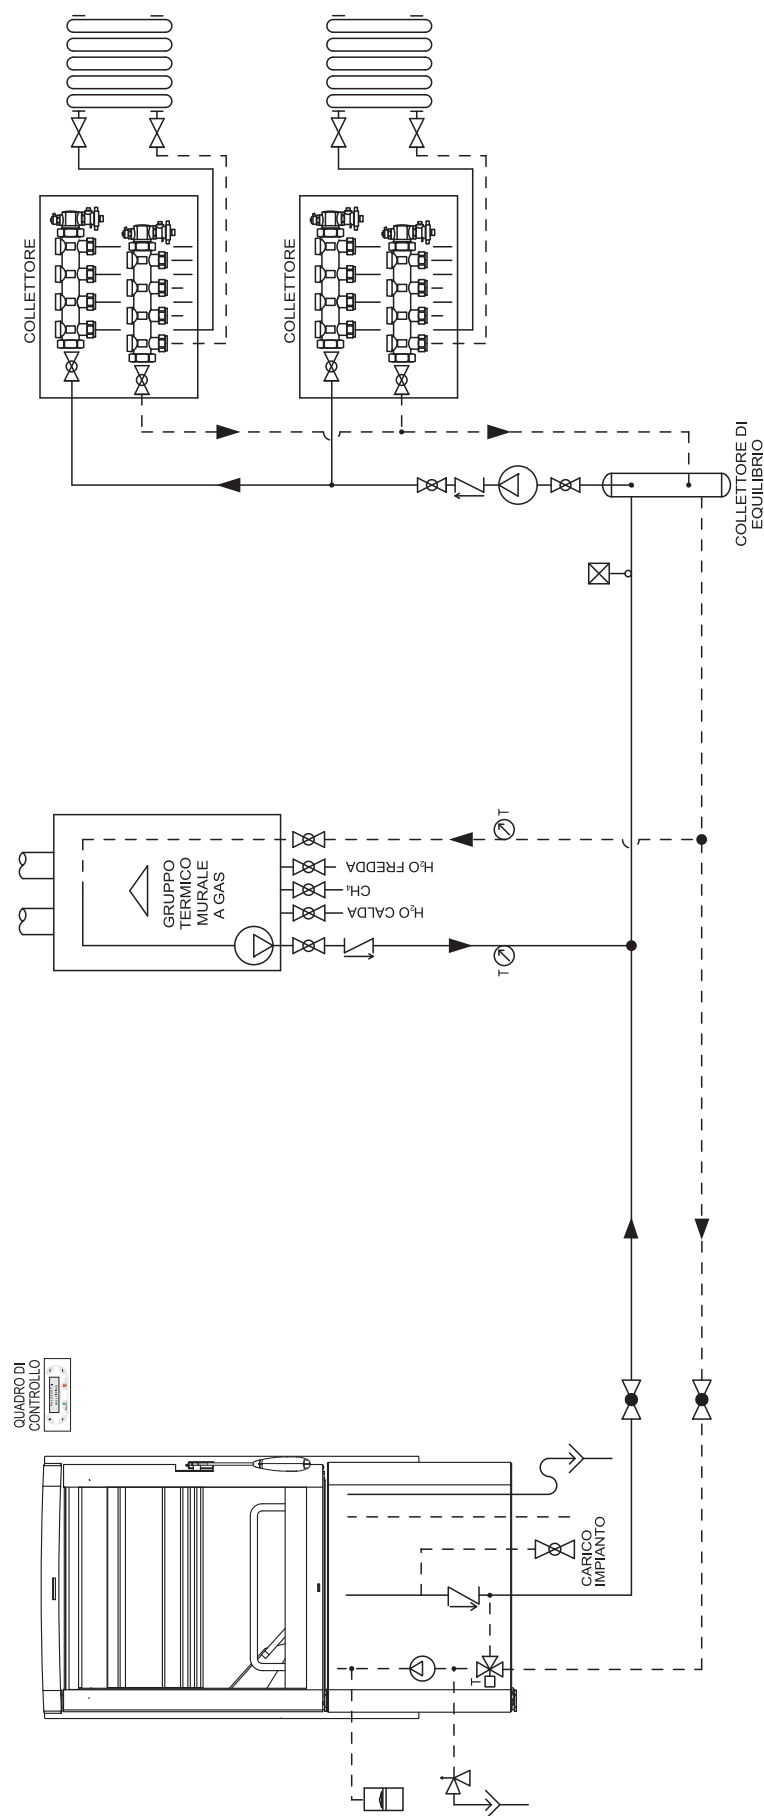 COLLETTORE
COLLETTORE
COLLETTORE DI
EQUILIBRIO
GRUPPO
TERMICO
MURALE
A GAS
H₂O FREDDA
CH₄
H₂O CALDA
T
T
QUADRO DI
CONTROLLO
CARICO
IMPIANTO
T